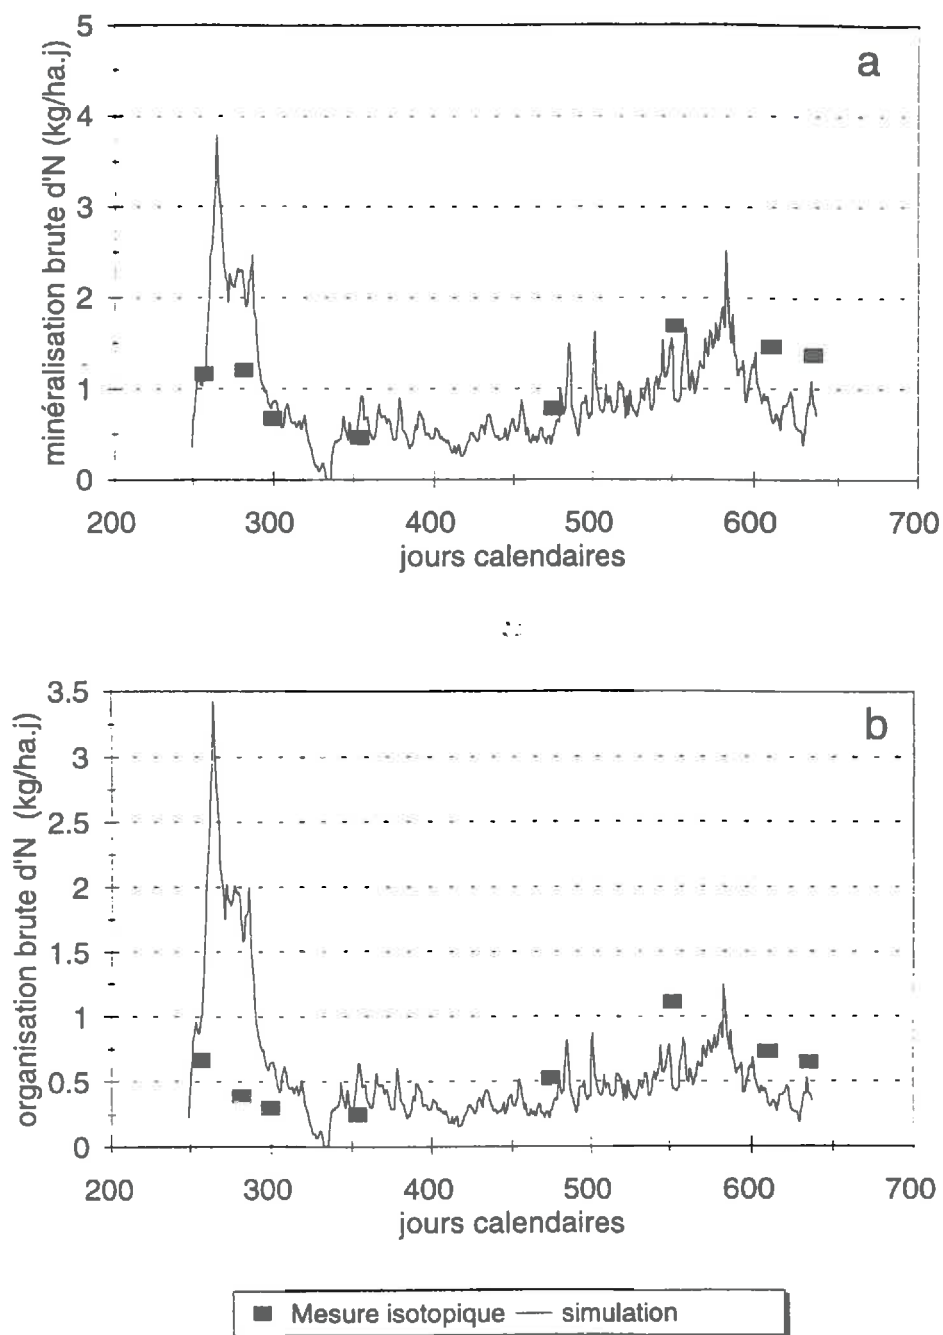 minéralisation brute d'N (kg/ha.j)
a
5
4
3
2
1
0
200 300 400 500 600 700
jours calendaires
organisation brute d'N (kg/ha.j)
b
3.5
3
2.5
2
1.5
1
0.5
0
200 300 400 500 600 700
jours calendaires
Mesure isotopique — simulation